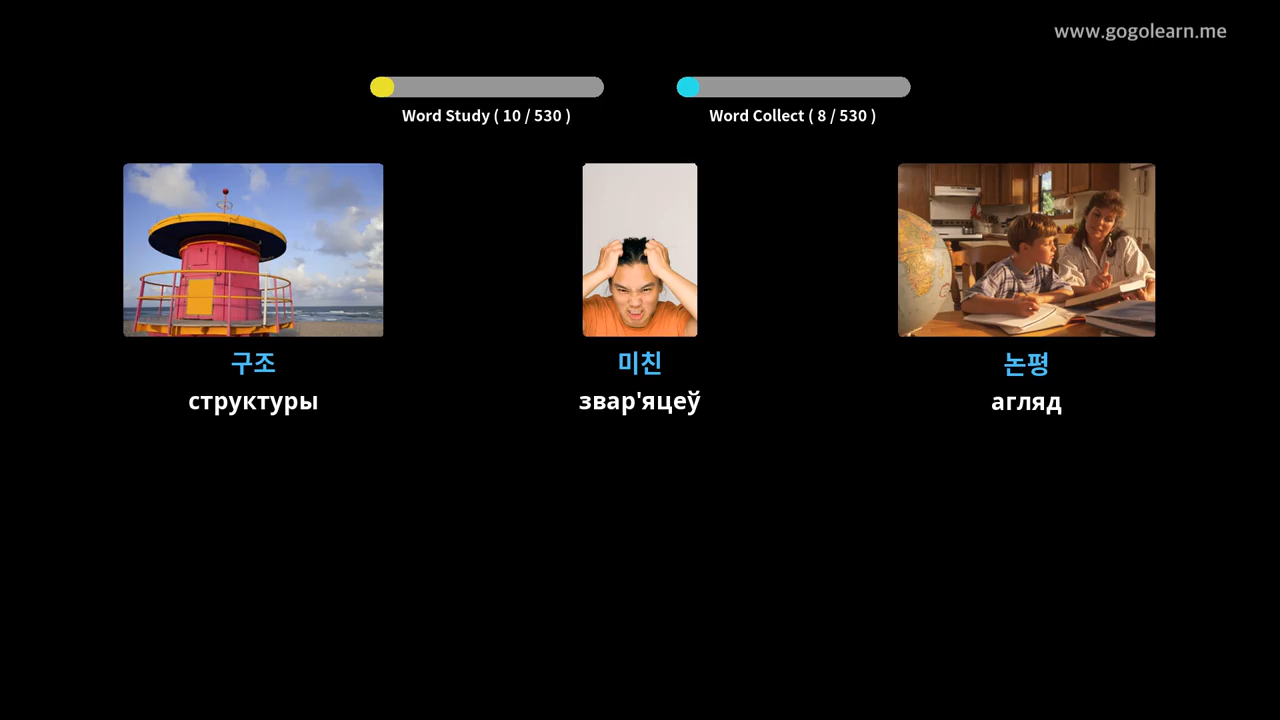 www.gogolearn.me
Word Study ( 10 / 530 )
Word Collect ( 8 / 530 )
구조
미친
논평
структуры
звар'яцеў
агляд